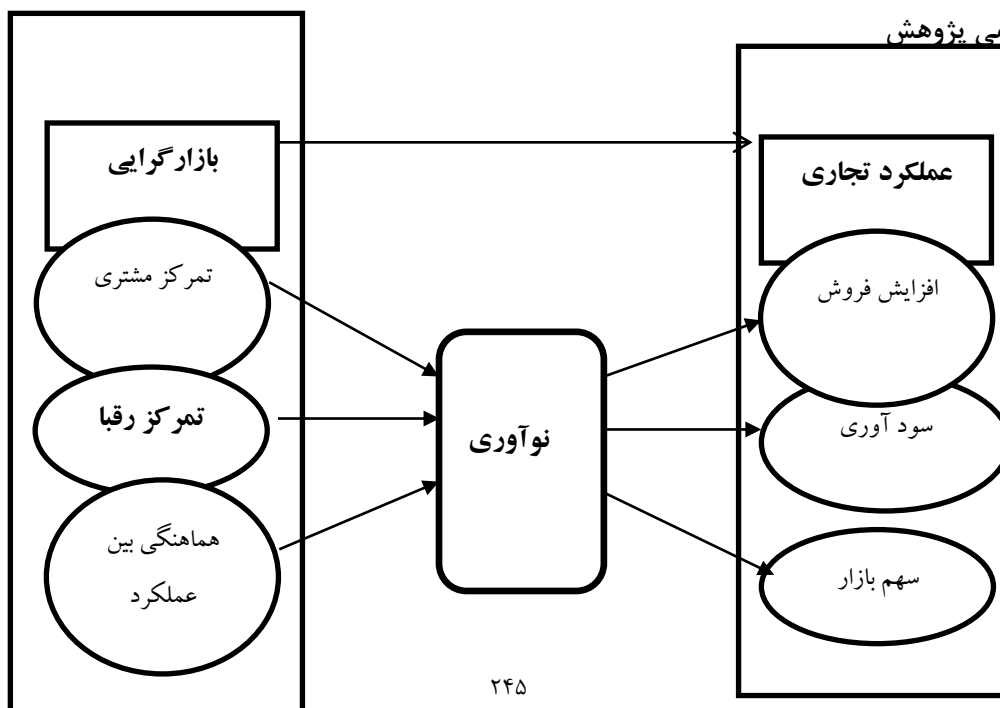 پژوهش
بازارگرایی
عملکرد تجاری
تمرکز مشتری
افزایش فروش
تمرکز رقبا
نوآوری
سود آوری
هماهنگی بین
عملکرد
سهم بازار
۲۴۵